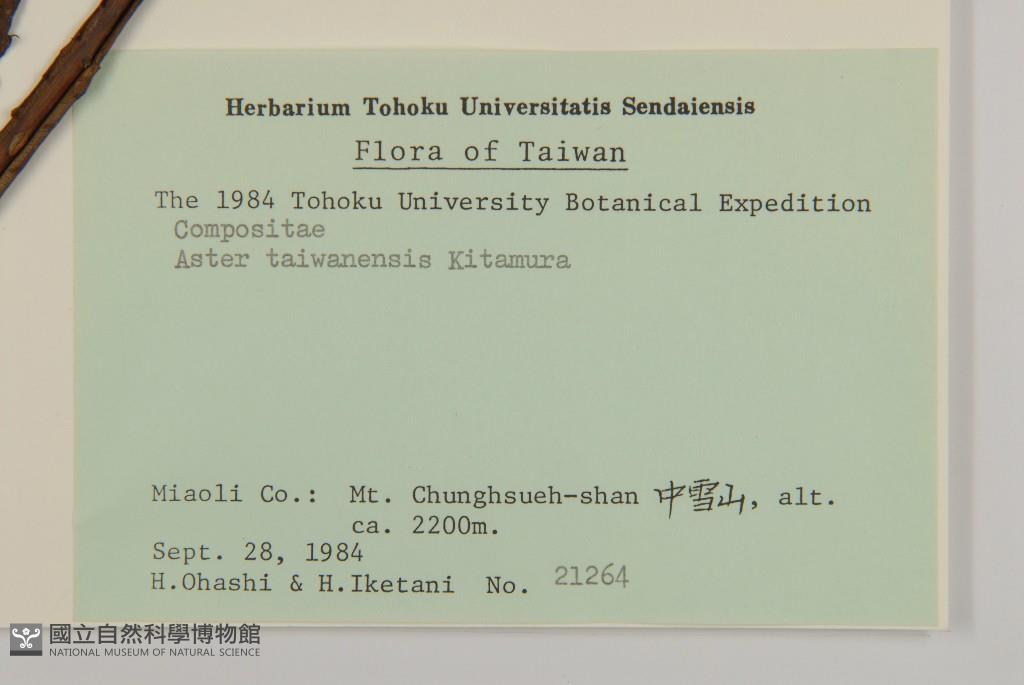 Herbarium Tohoku Universitatis Sendaiensis
Flora of Taiwan
The 1984 Tohoku University Botanical Expedition
Compositae
Aster taiwanensis Kitamura
Miaoli Co.: Mt. Chunghsueh-shan 中雪山, alt.
ca. 2200m.
Sept. 28, 1984
H.Ohashi & H.Iketani No. 21264
國立自然科學博物館
NATIONAL MUSEUM OF NATURAL SCIENCE